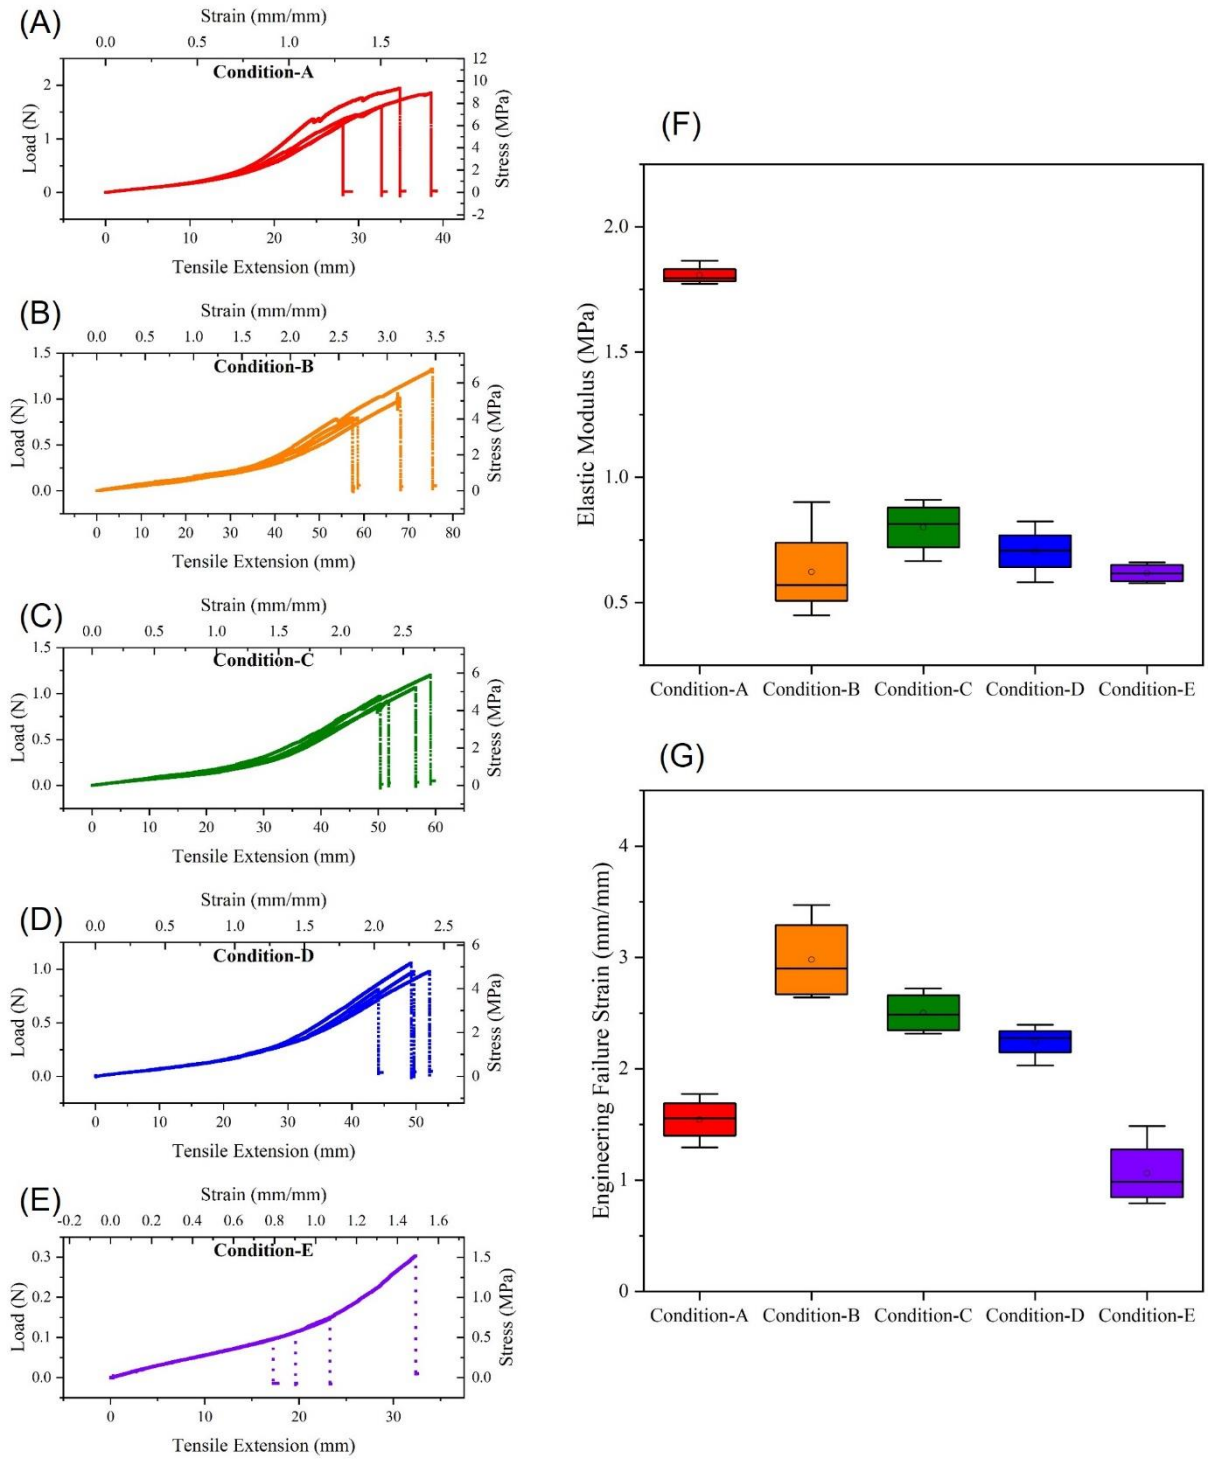 (A)
Strain (mm/mm)
0.0 0.5 1.0 1.5
Condition-A
Load (N)
2
1
0
Stress (MPa)
12
10
8
6
4
2
0
-2
0 10 20 30 40
Tensile Extension (mm)
(B)
Strain (mm/mm)
0.0 0.5 1.0 1.5 2.0 2.5 3.0 3.5
Condition-B
Load (N)
1.5
1.0
0.5
0.0
Stress (MPa)
6
4
2
0
0 10 20 30 40 50 60 70 80
Tensile Extension (mm)
(C)
Strain (mm/mm)
0.0 0.5 1.0 1.5 2.0 2.5
Condition-C
Load (N)
1.5
1.0
0.5
0.0
Stress (MPa)
6
4
2
0
0 10 20 30 40 50 60
Tensile Extension (mm)
(D)
Strain (mm/mm)
0.0 0.5 1.0 1.5 2.0 2.5
Condition-D
Load (N)
1.0
0.5
0.0
Stress (MPa)
6
4
2
0
0 10 20 30 40 50
Tensile Extension (mm)
(E)
Strain (mm/mm)
-0.2 0.0 0.2 0.4 0.6 0.8 1.0 1.2 1.4 1.6
Condition-E
Load (N)
0.3
0.2
0.1
0.0
Stress (MPa)
1.5
1.0
0.5
0.0
0 10 20 30
Tensile Extension (mm)
(F)
Elastic Modulus (MPa)
2.0
1.5
1.0
0.5
Condition-A Condition-B Condition-C Condition-D Condition-E
(G)
Engineering Failure Strain (mm/mm)
4
3
2
1
0
Condition-A Condition-B Condition-C Condition-D Condition-E